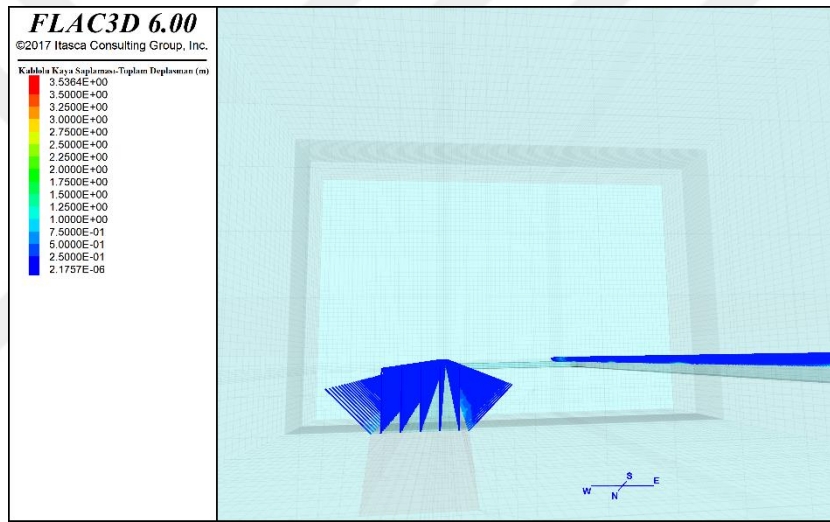 FLAC3D 6.00
©2017 Itasca Consulting Group, Inc.
Kablolu Kaya Saplaması-Toplam Deplasman (m)
3.5364E+00
3.5000E+00
3.2500E+00
3.0000E+00
2.7500E+00
2.5000E+00
2.2500E+00
2.0000E+00
1.7500E+00
1.5000E+00
1.2500E+00
1.0000E+00
7.5000E-01
5.0000E-01
2.5000E-01
2.1757E-06
S
W E
N